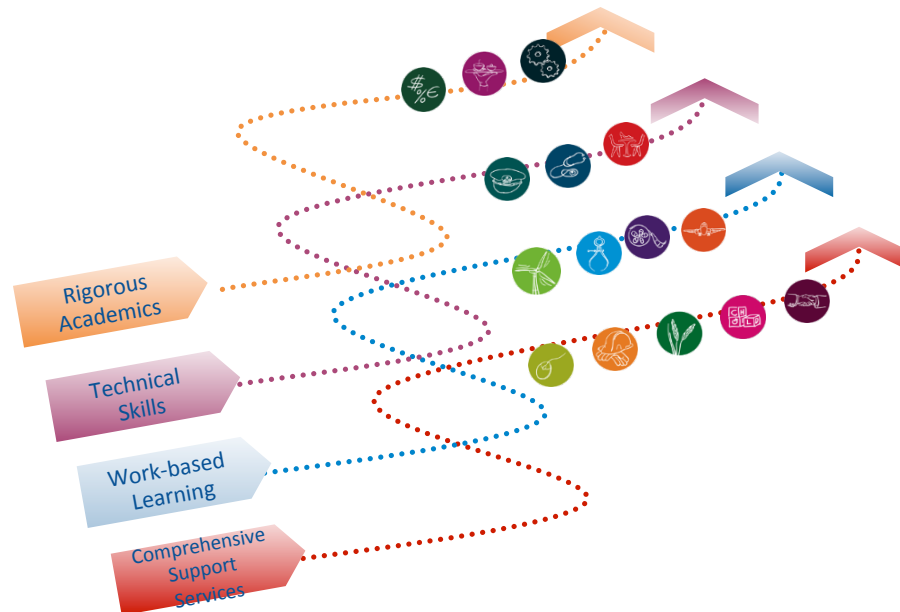 $
%€
Rigorous
Academics
Technical
Skills
Work-based
Learning
Comprehensive
Support
Services